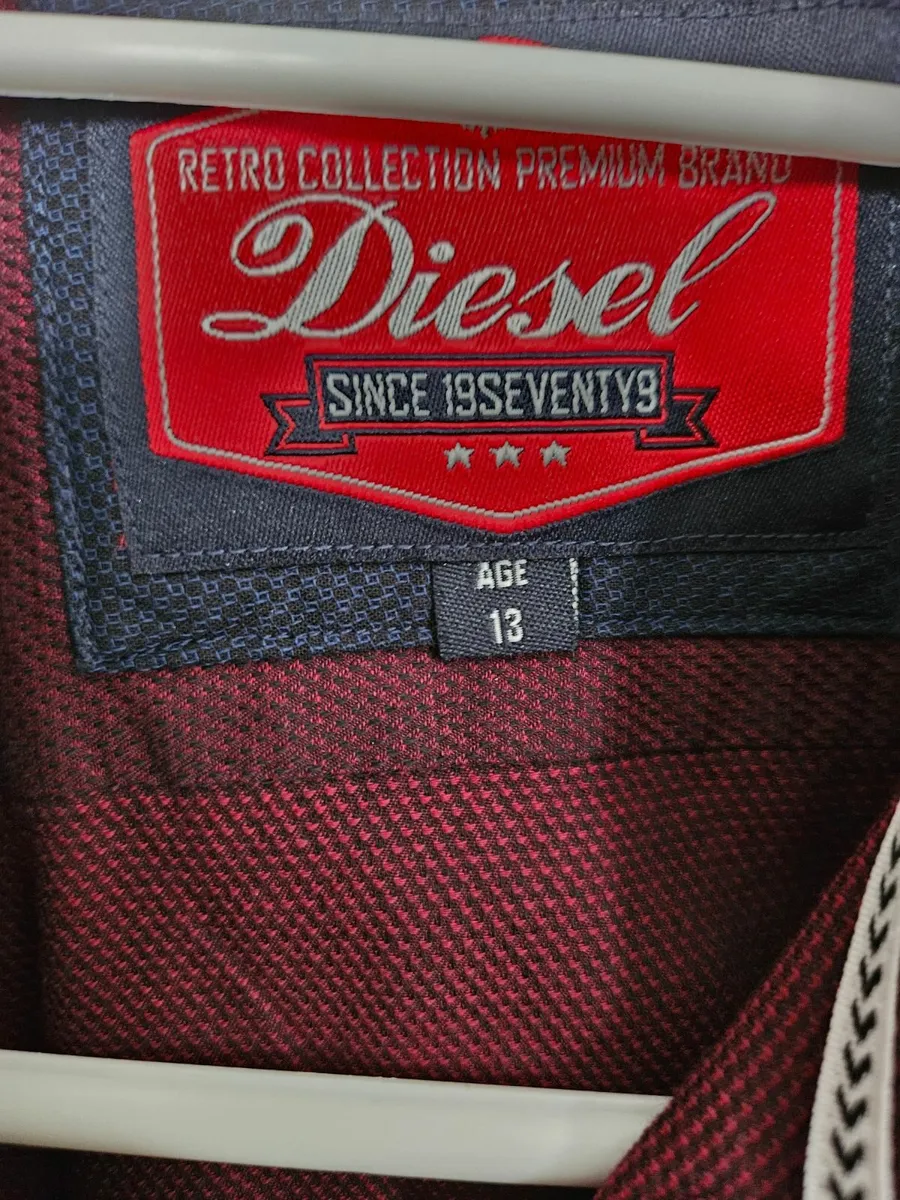 RETRO COLLECTION PREMIUM BRAND
Diesel
SINCE 19SEVENTY9
AGE
13